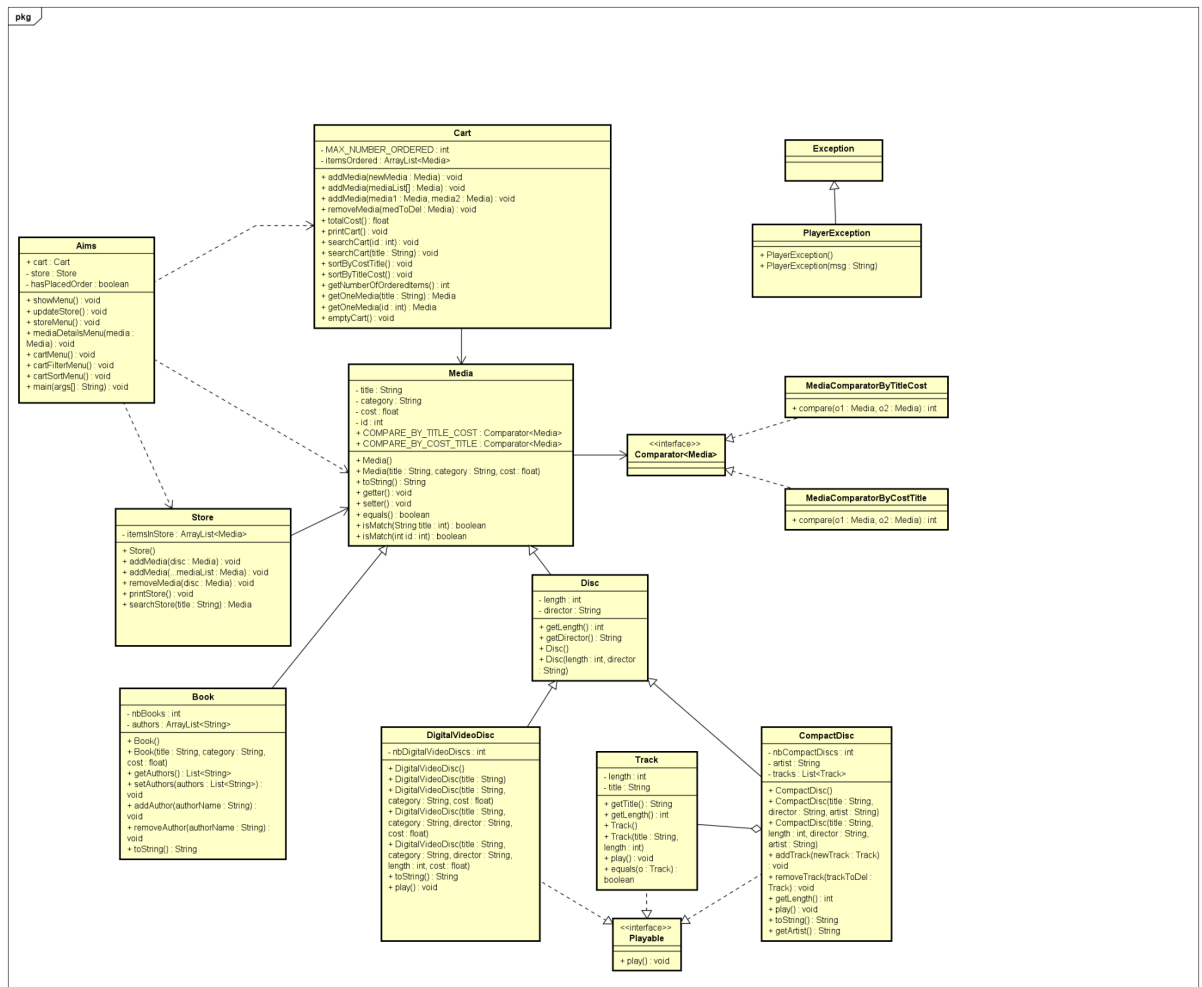 pkg
Cart
- MAX_NUMBER_ORDERED : int
- itemsOrdered : ArrayList<Media>
+ addMedia(newMedia : Media) : void
+ addMedia(mediaList[] : Media) : void
+ addMedia(media1 : Media, media2 : Media) : void
+ removeMedia(medToDel : Media) : void
+ totalCost() : float
+ printCart() : void
+ searchCart(id : int) : void
+ searchCart(title : String) : void
+ sortByCostTitle() : void
+ sortByTitleCost() : void
+ getNumberOfOrderedItems() : int
+ getOneMedia(title : String) : Media
+ getOneMedia(id : int) : Media
+ emptyCart() : void
Exception
PlayerException
+ PlayerException()
+ PlayerException(msg : String)
Aims
+ cart : Cart
- store : Store
- hasPlacedOrder : boolean
+ showMenu() : void
+ updateStore() : void
+ storeMenu() : void
+ mediaDetailsMenu(media :
Media) : void
+ cartMenu() : void
+ cartFilterMenu() : void
+ cartSortMenu() : void
+ main(args[] : String) : void
Media
- title : String
- category : String
- cost : float
- id : int
+ COMPARE_BY_TITLE_COST : Comparator<Media>
+ COMPARE_BY_COST_TITLE : Comparator<Media>
+ Media()
+ Media(title : String, category : String, cost : float)
+ toString() : String
+ getter() : void
+ setter() : void
+ equals() : boolean
+ isMatch(String title : int) : boolean
+ isMatch(int id : int) : boolean
MediaComparatorByTitleCost
+ compare(o1 : Media, o2 : Media) : int
<<interface>>
Comparator<Media>
MediaComparatorByCostTitle
+ compare(o1 : Media, o2 : Media) : int
Store
- itemsInStore : ArrayList<Media>
+ Store()
+ addMedia(disc : Media) : void
+ addMedia(...mediaList : Media) : void
+ removeMedia(disc : Media) : void
+ printStore() : void
+ searchStore(title : String) : Media
Disc
- length : int
- director : String
+ getLength() : int
+ getDirector() : String
+ Disc()
+ Disc(length : int, director
: String)
Book
- nbBooks : int
- authors : ArrayList<String>
+ Book()
+ Book(title : String, category : String,
cost : float)
+ getAuthors() : List<String>
+ setAuthors(authors : List<String>) :
void
+ addAuthor(authorName : String) :
void
+ removeAuthor(authorName : String) :
void
+ toString() : String
DigitalVideoDisc
- nbDigitalVideoDiscs : int
+ DigitalVideoDisc()
+ DigitalVideoDisc(title : String)
+ DigitalVideoDisc(title : String,
category : String, cost : float)
+ DigitalVideoDisc(title : String,
category : String, director : String,
cost : float)
+ DigitalVideoDisc(title : String,
category : String, director : String,
length : int, cost : float)
+ toString() : String
+ play() : void
Track
- length : int
- title : String
+ getTitle() : String
+ getLength() : int
+ Track()
+ Track(title : String,
length : int)
+ play() : void
+ equals(o : Track) :
boolean
CompactDisc
- nbCompactDiscs : int
- artist : String
- tracks : List<Track>
+ CompactDisc()
+ CompactDisc(title : String,
director : String, artist : String)
+ CompactDisc(title : String,
length : int, director : String,
artist : String)
+ addTrack(newTrack : Track)
: void
+ removeTrack(trackToDel :
Track) : void
+ getLength() : int
+ play() : void
+ toString() : String
+ getArtist() : String
<<interface>>
Playable
+ play() : void